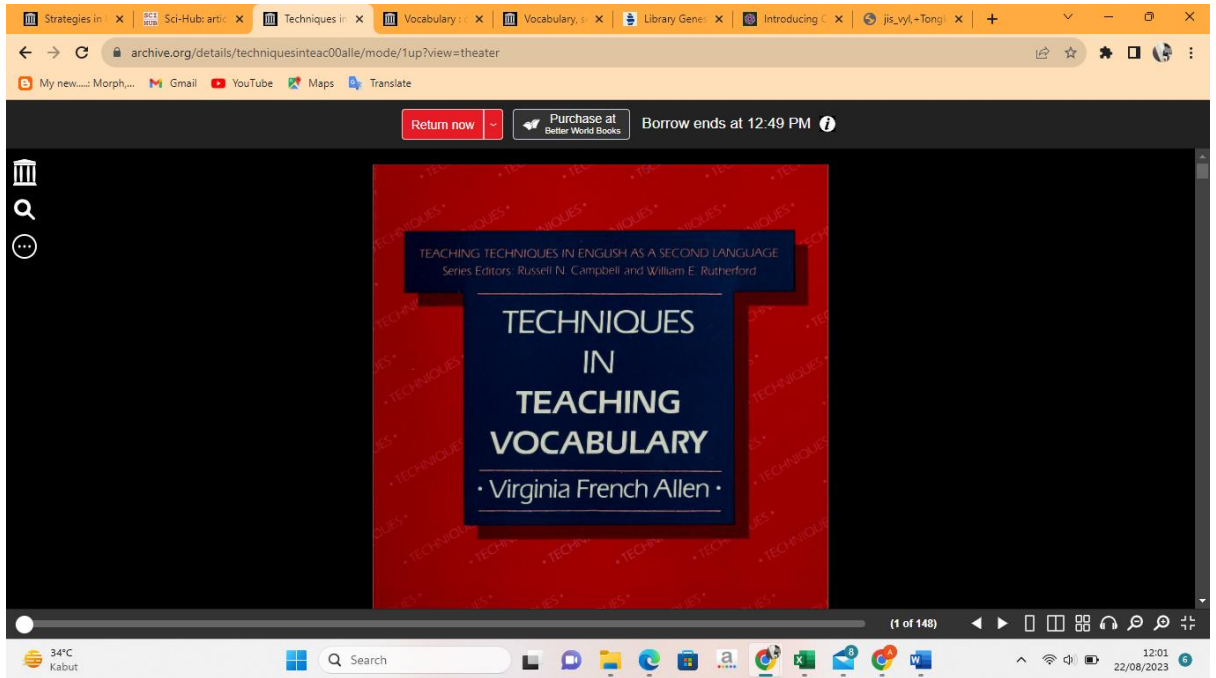 Strategies in
Sci-Hub: artic
Techniques in
Vocabulary : c
Vocabulary, s
Library Genes
Introducing C
jis_vyl,+Tongi
archive.org/details/techniquesinteac00alle/mode/1up?view=theater
My new....: Morph,...
Gmail
YouTube
Maps
Translate
Return now
Purchase at
Better World Books
Borrow ends at 12:49 PM
TEACHING TECHNIQUES IN ENGLISH AS A SECOND LANGUAGE
Series Editors: Russell N. Campbell and William E. Rutherford
TECHNIQUES
IN
TEACHING
VOCABULARY
· Virginia French Allen ·
(1 of 148)
34°C
Kabut
Search
12:01
22/08/2023
6